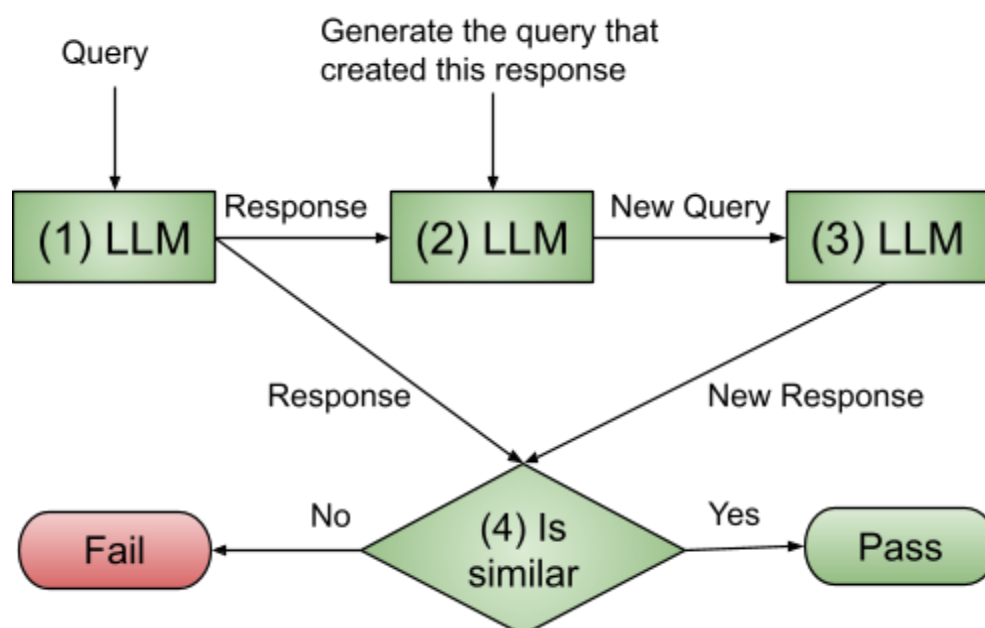 Query
Generate the query that
created this response
(1) LLM
Response
(2) LLM
New Query
(3) LLM
Response
New Response
Fail
No
(4) Is
similar
Yes
Pass